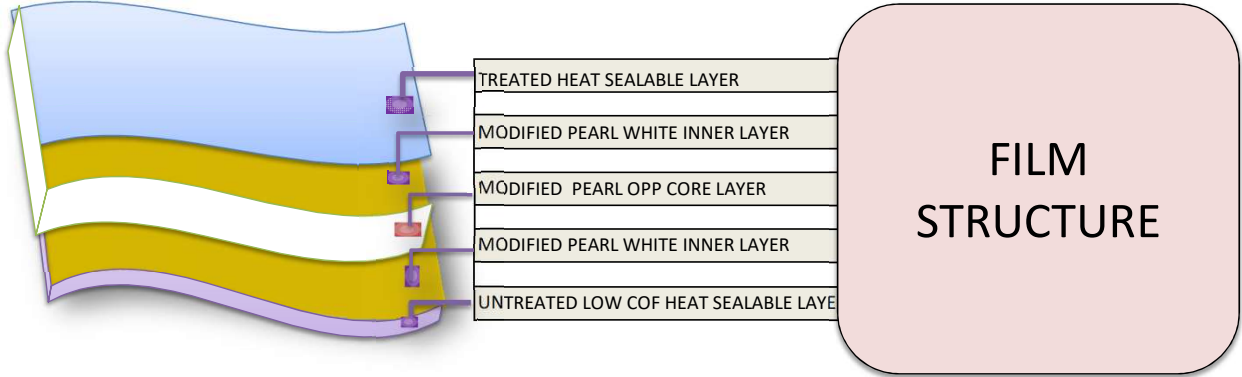 TREATED HEAT SEALABLE LAYER
MODIFIED PEARL WHITE INNER LAYER
MODIFIED PEARL OPP CORE LAYER
MODIFIED PEARL WHITE INNER LAYER
UNTREATED LOW COF HEAT SEALABLE LAYE
FILM
STRUCTURE